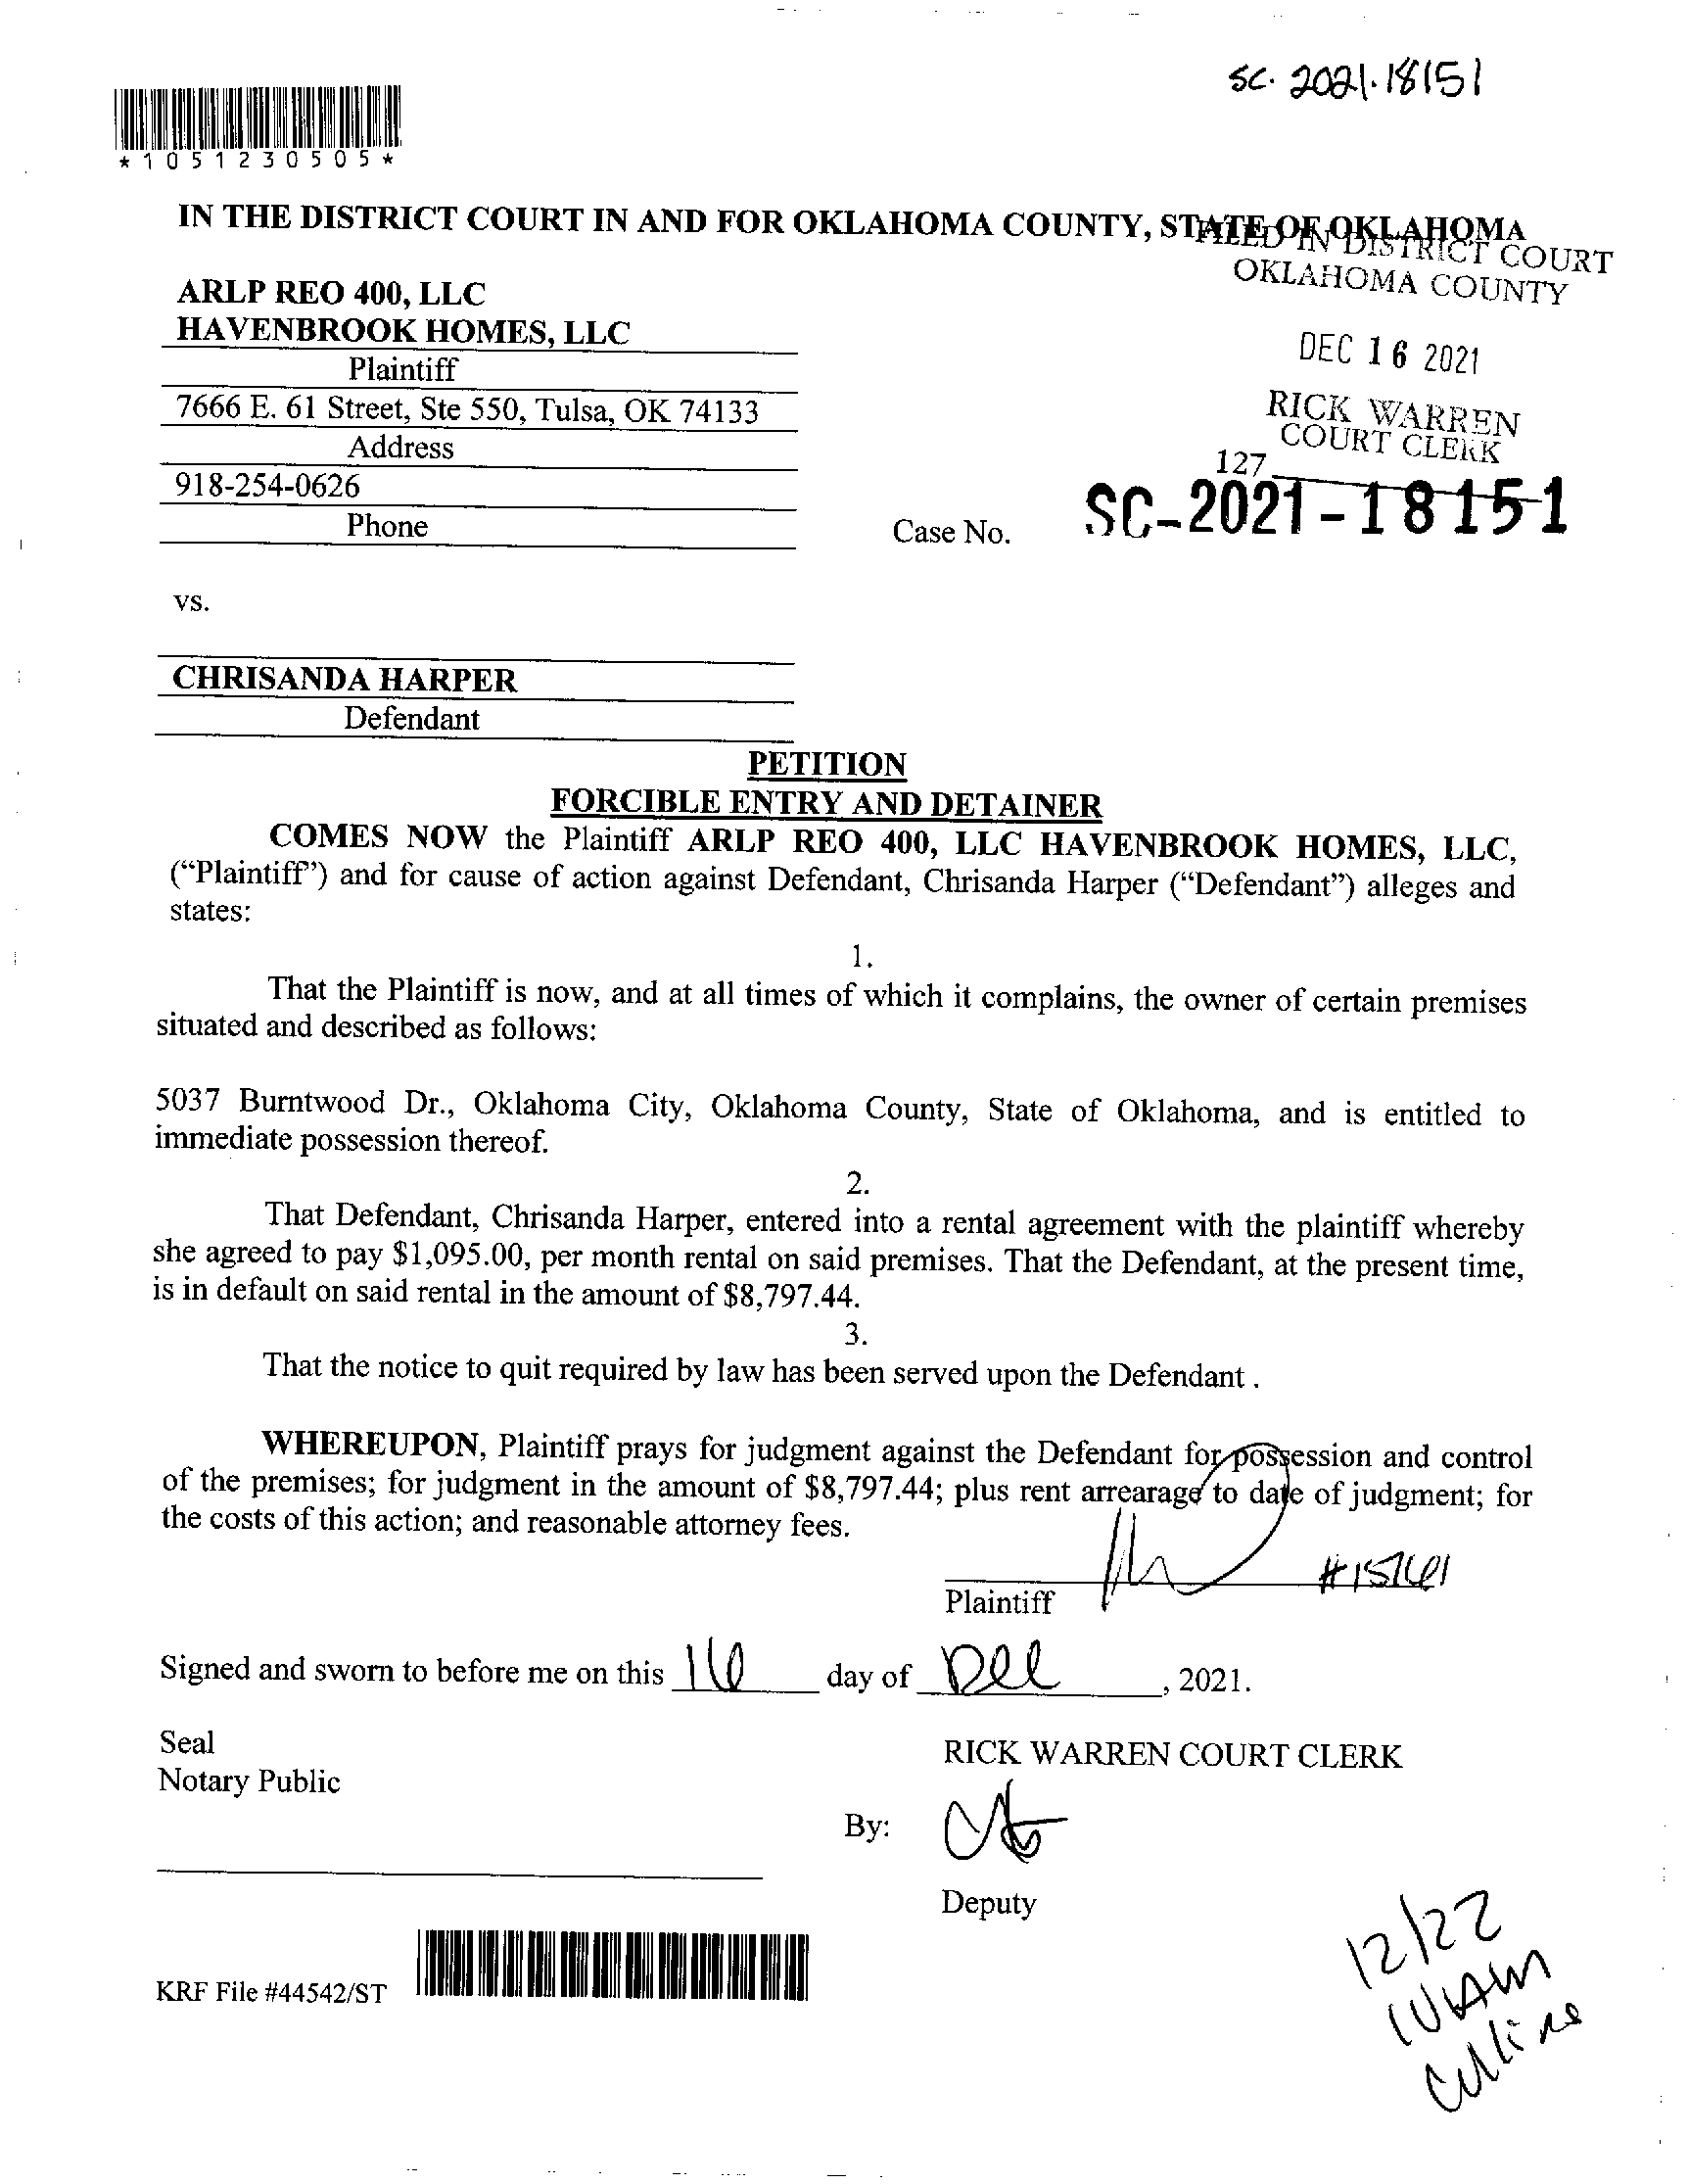 SC. 2021.18151
*1051230505*
IN THE DISTRICT COURT IN AND FOR OKLAHOMA COUNTY, STATE OF OKLAHOMA
FILED IN DISTRICT COURT
OKLAHOMA COUNTY
ARLP REO 400, LLC
HAVENBROOK HOMES, LLC
Plaintiff
DEC 16 2021
7666 E. 61 Street, Ste 550, Tulsa, OK 74133
RICK WARREN
COURT CLERK
Address
127
918-254-0626
Phone
Case No. SC-2021-18151
vs.
CHRISANDA HARPER
Defendant
PETITION
FORCIBLE ENTRY AND DETAINER
COMES NOW the Plaintiff ARLP REO 400, LLC HAVENBROOK HOMES, LLC,
("Plaintiff") and for cause of action against Defendant, Chrisanda Harper ("Defendant") alleges and
states:
1.
That the Plaintiff is now, and at all times of which it complains, the owner of certain premises
situated and described as follows:
5037 Burntwood Dr., Oklahoma City, Oklahoma County, State of Oklahoma, and is entitled to
immediate possession thereof.
2.
That Defendant, Chrisanda Harper, entered into a rental agreement with the plaintiff whereby
she agreed to pay $1,095.00, per month rental on said premises. That the Defendant, at the present time,
is in default on said rental in the amount of $8,797.44.
3.
That the notice to quit required by law has been served upon the Defendant .
WHEREUPON, Plaintiff prays for judgment against the Defendant for possession and control
of the premises; for judgment in the amount of $8,797.44; plus rent arrearage to date of judgment; for
the costs of this action; and reasonable attorney fees.
Plaintiff
Signed and sworn to before me on this 16 day of Dec, 2021.
Seal
RICK WARREN COURT CLERK
Notary Public
By:
Deputy
12/22
KRF File #44542/ST